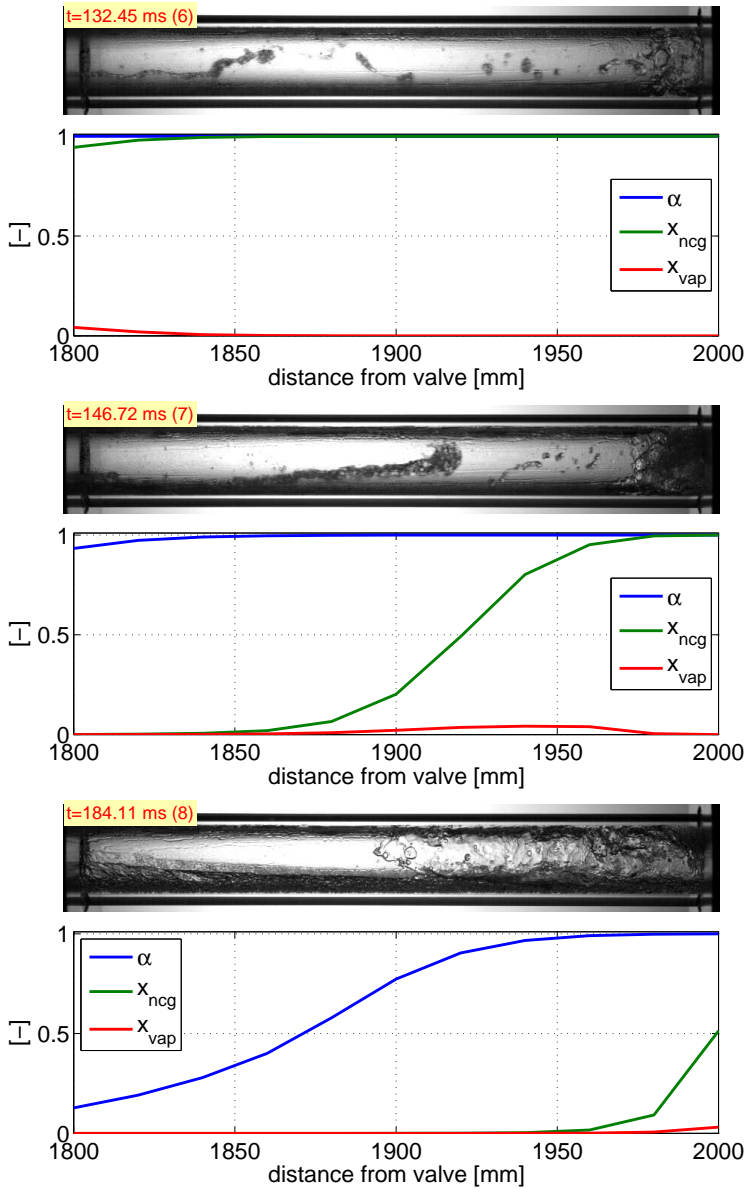 t=132.45 ms (6)
1
0.5
0
[−]
α
x_ncg
x_vap
1800 1850 1900 1950 2000
distance from valve [mm]
t=146.72 ms (7)
1
0.5
0
[−]
α
x_ncg
x_vap
1800 1850 1900 1950 2000
distance from valve [mm]
t=184.11 ms (8)
1
0.5
0
[−]
α
x_ncg
x_vap
1800 1850 1900 1950 2000
distance from valve [mm]